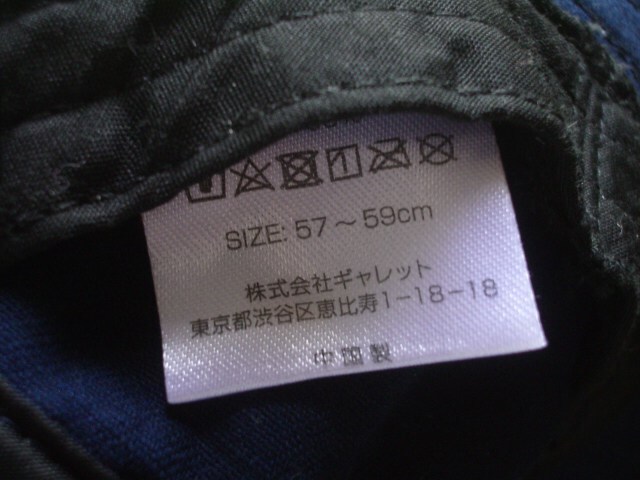 SIZE: 57～59cm
株式会社ギャレット
東京都渋谷区恵比寿1-18-18
中国製